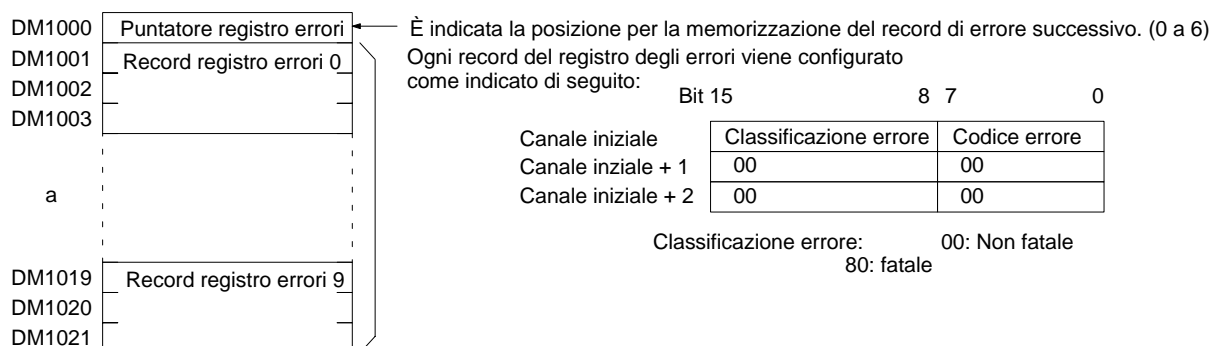 DM1000 Puntatore registro errori È indicata la posizione per la memorizzazione del record di errore successivo. (0 a 6)
DM1001 Record registro errori 0 Ogni record del registro degli errori viene configurato
DM1002 come indicato di seguito:
DM1003
Bit 15 8 7 0
Canale iniziale Classificazione errore Codice errore
Canale inziale + 1 00 00
Canale iniziale + 2 00 00
a
Classificazione errore: 00: Non fatale
80: fatale
DM1019 Record registro errori 9
DM1020
DM1021